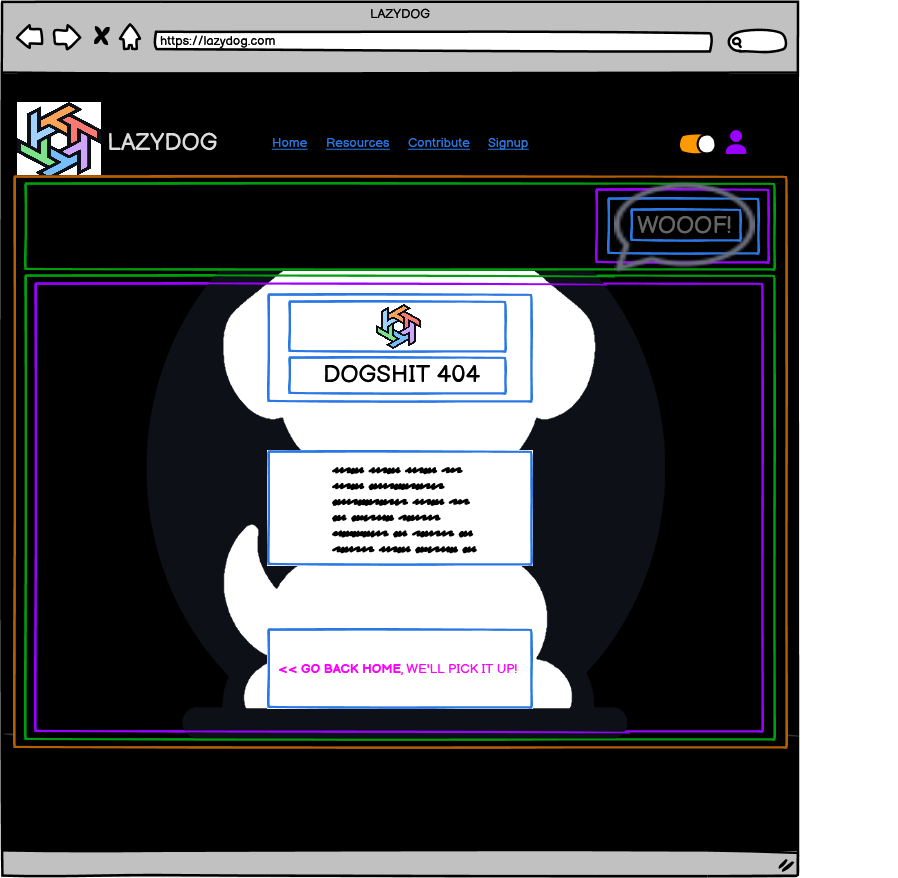 LAZYDOG
https://lazydog.com
LAZYDOG
Home Resources Contribute Signup
WOOOF!
DOGSHIT 404
<< GO BACK HOME, WE'LL PICK IT UP!